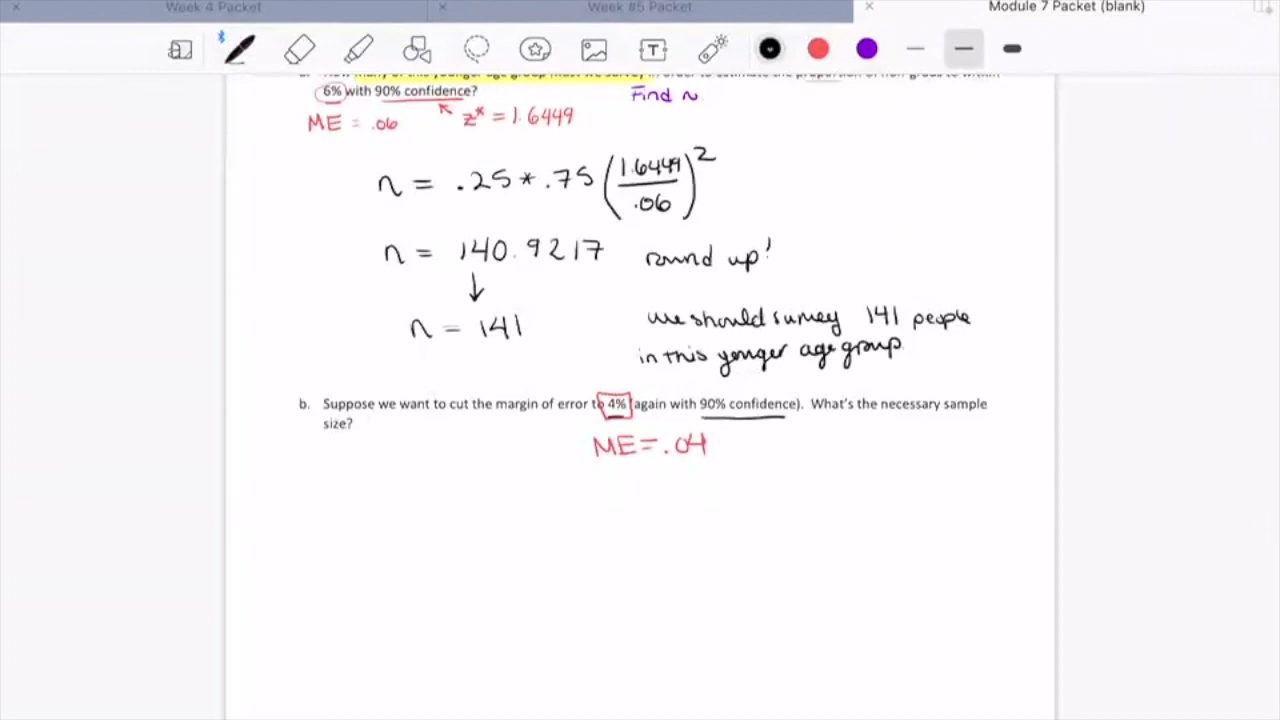 Week 4 Packet
Week #5 Packet
Module 7 Packet (blank)
6% with 90% confidence?
Find n
ME = .06
z* = 1.6449
n = .25 * .75 (1.6449 / .06)2
n = 140.9217 round up!
↓
n = 141
we should survey 141 people
in this yonger age group.
b. Suppose we want to cut the margin of error to 4% (again with 90% confidence). What's the necessary sample
size?
ME = .04